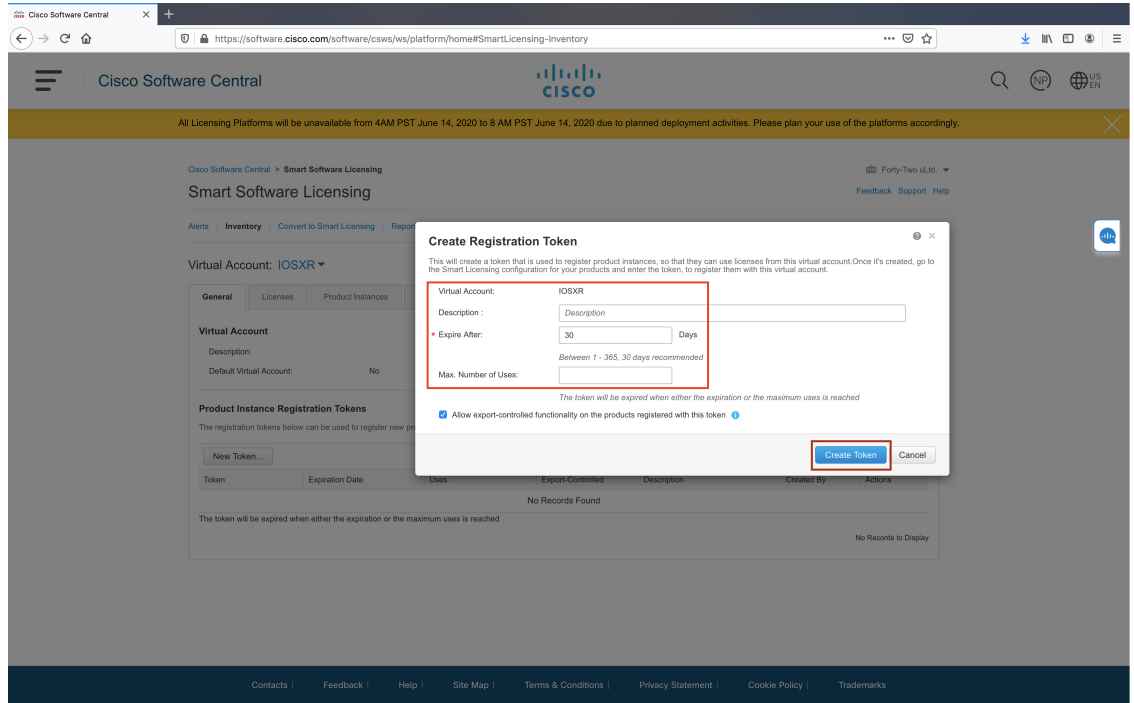 Cisco Software Central
https://software.cisco.com/software/csws/ws/platform/home#SmartLicensing-Inventory
Cisco Software Central
CISCO
NP
US
EN
All Licensing Platforms will be unavailable from 4AM PST June 14, 2020 to 8 AM PST June 14, 2020 due to planned deployment activities. Please plan your use of the platforms accordingly.
Cisco Software Central > Smart Software Licensing
Forty-Two uLtd.
Smart Software Licensing
Feedback Support Help
Alerts | Inventory | Convert to Smart Licensing | Repor
Virtual Account: IOSXR
General
Licenses
Product Instances
Virtual Account
Description:
Default Virtual Account: No
Product Instance Registration Tokens
The registration tokens below can be used to register new pr
New Token...
Token Expiration Date Uses Export-Controlled Description Created By Actions
No Records Found
The token will be expired when either the expiration or the maximum uses is reached
No Records to Display
Create Registration Token
This will create a token that is used to register product instances, so that they can use licenses from this virtual account.Once it's created, go to
the Smart Licensing configuration for your products and enter the token, to register them with this virtual account.
Virtual Account: IOSXR
Description : Description
* Expire After: 30 Days
Between 1 - 365, 30 days recommended
Max. Number of Uses:
The token will be expired when either the expiration or the maximum uses is reached
Allow export-controlled functionality on the products registered with this token
Create Token Cancel
Contacts | Feedback | Help | Site Map | Terms & Conditions | Privacy Statement | Cookie Policy | Trademarks